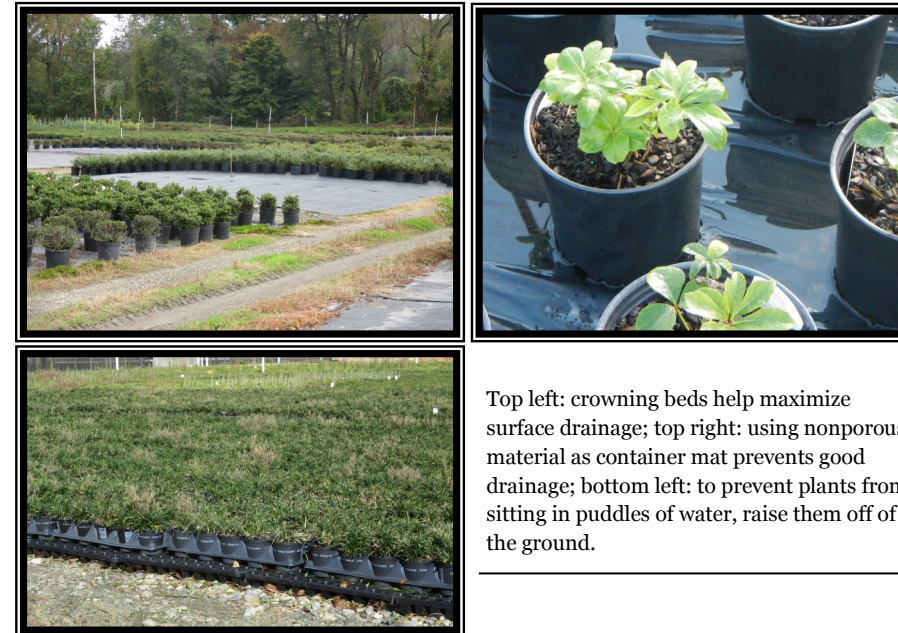 Top left: crowning beds help maximize
surface drainage; top right: using nonporous
material as container mat prevents good
drainage; bottom left: to prevent plants from
sitting in puddles of water, raise them off of
the ground.